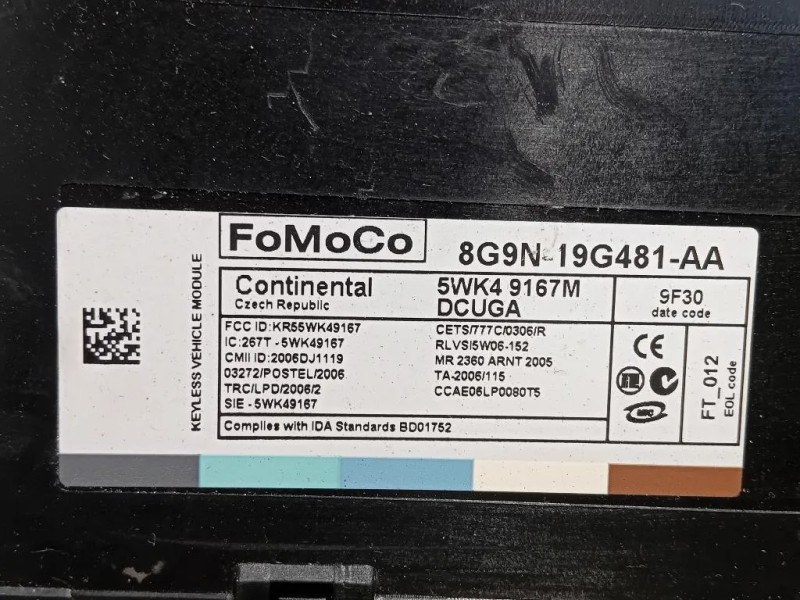 FoMoCo
8G9N-19G481-AA
KEYLESS VEHICLE MODULE
Continental
Czech Republic
5WK4 9167M
DCUGA
9F30
date code
FCC ID: KR55WK49167
IC:267T - 5WK49167
CMII ID:2006DJ1119
03272/POSTEL/2006
TRC/LPD/2006/2
SIE - 5WK49167
CETS/777C/0306/R
RLVSI5W06-152
MR 2360 ARNT 2005
TA-2006/115
CCAE06LP0080T5
Complies with IDA Standards BD01752
CE
FT_012
EOL code